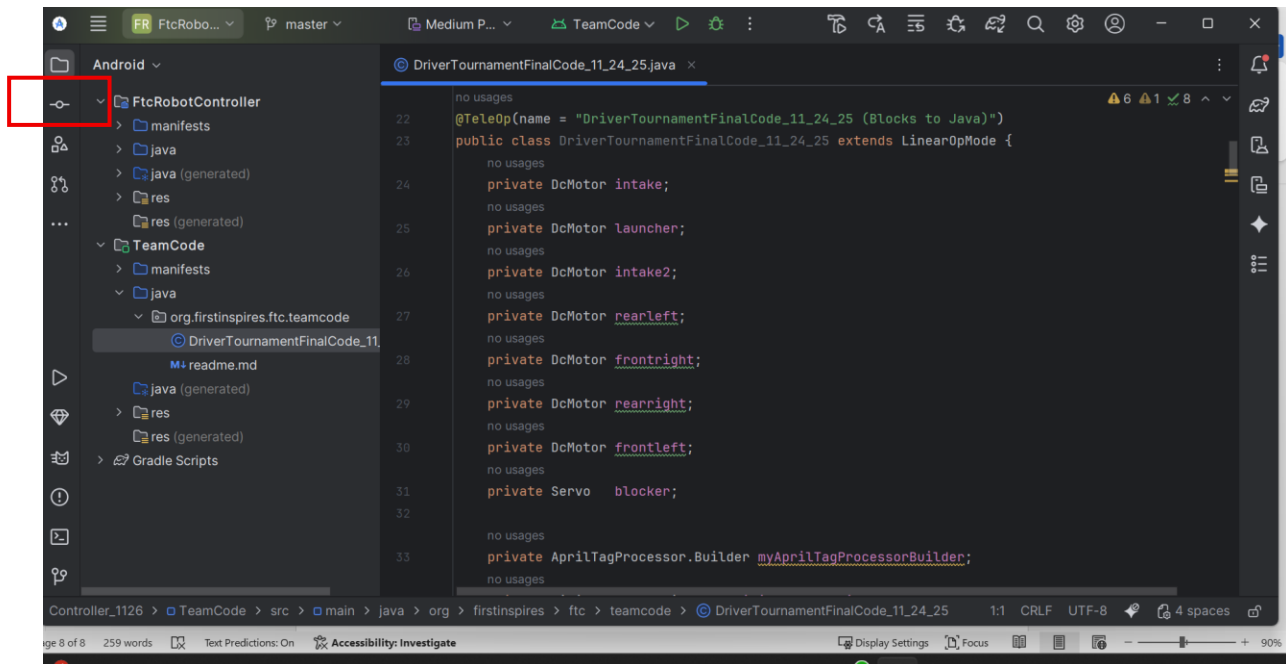 FR FtcRobo... master Medium P... TeamCode
Android
DriverTournamentFinalCode_11_24_25.java
FtcRobotController
manifests
java
java (generated)
res
res (generated)
TeamCode
manifests
java
org.firstinspires.ftc.teamcode
DriverTournamentFinalCode_11_
M↓ readme.md
java (generated)
res
res (generated)
Gradle Scripts
6 1 8
no usages
22 @TeleOp(name = "DriverTournamentFinalCode_11_24_25 (Blocks to Java)")
23 public class DriverTournamentFinalCode_11_24_25 extends LinearOpMode {
no usages
24 private DcMotor intake;
no usages
25 private DcMotor launcher;
no usages
26 private DcMotor intake2;
no usages
27 private DcMotor rearleft;
no usages
28 private DcMotor frontright;
no usages
29 private DcMotor rearright;
no usages
30 private DcMotor frontleft;
no usages
31 private Servo blocker;
32
no usages
33 private AprilTagProcessor.Builder myAprilTagProcessorBuilder;
no usages
Controller_1126 > TeamCode > src > main > java > org > firstinspires > ftc > teamcode > DriverTournamentFinalCode_11_24_25 1:1 CRLF UTF-8 4 spaces
age 8 of 8 259 words Text Predictions: On Accessibility: Investigate Display Settings Focus 90%